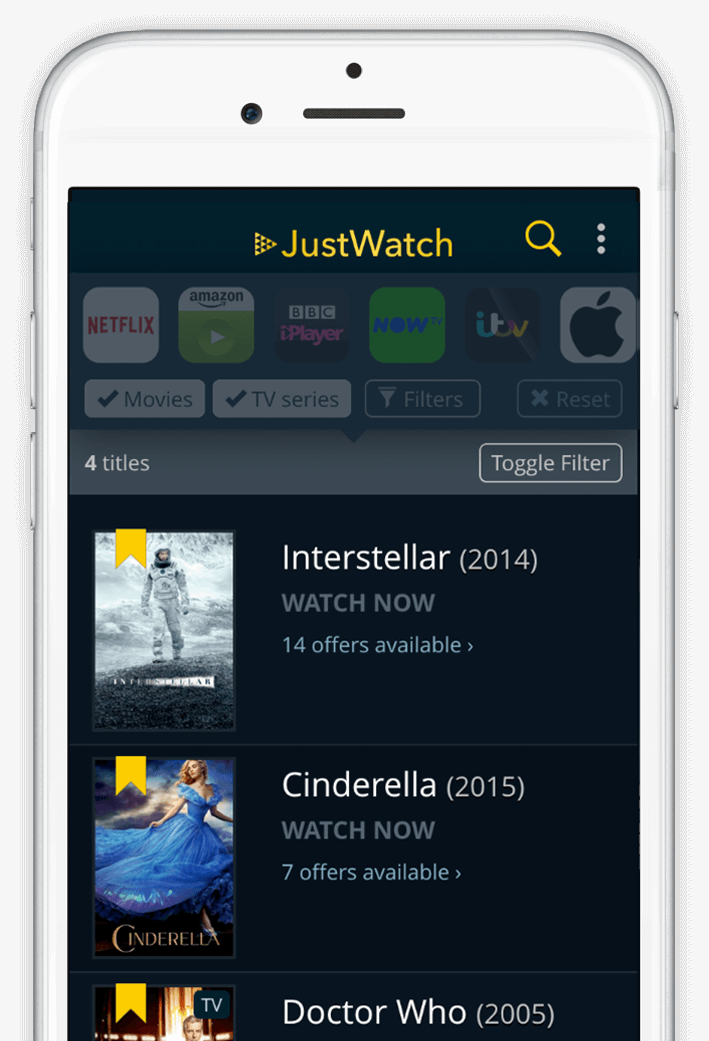 JustWatch
NETFLIX
amazon
BBC
iPlayer
NOW TV
itv
Movies
TV series
Filters
Reset
4 titles
Toggle Filter
Interstellar (2014)
WATCH NOW
14 offers available ›
INTERSTELLAR
Cinderella (2015)
WATCH NOW
7 offers available ›
CINDERELLA
TV
Doctor Who (2005)